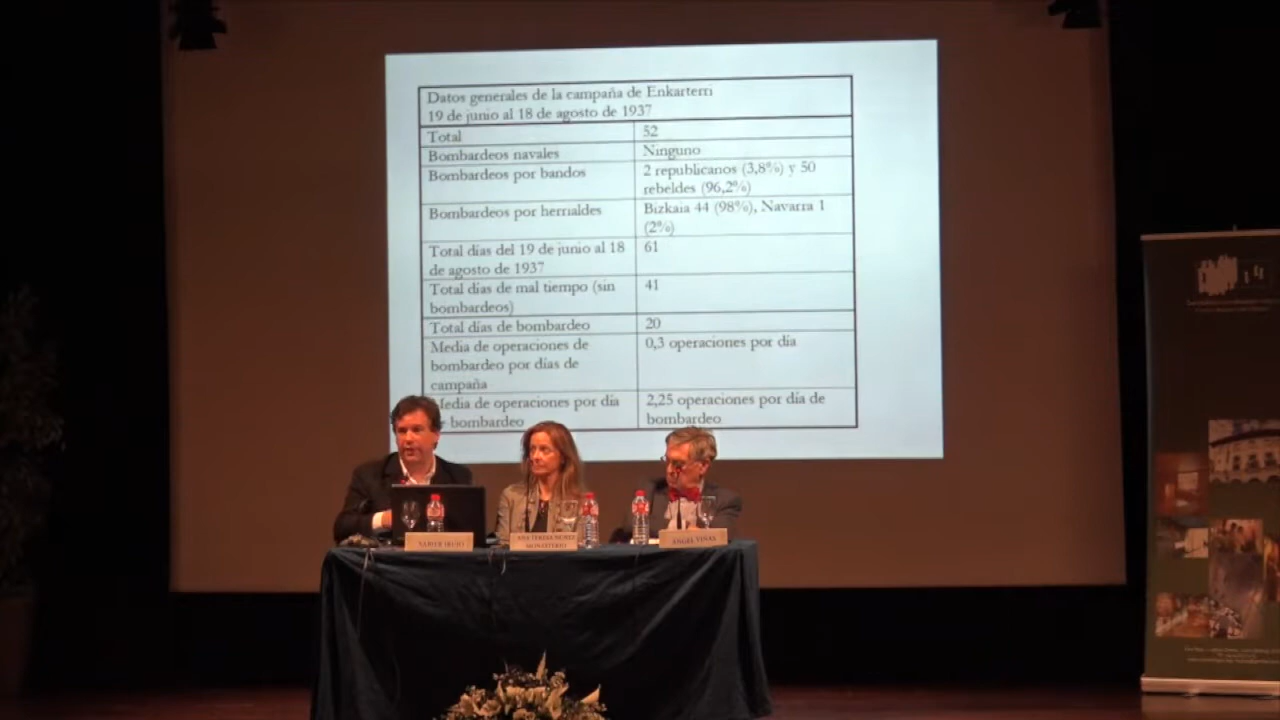 Datos generales de la campaña de Enkarterri
19 de junio al 18 de agosto de 1937
Total 52
Bombardeos navales Ninguno
Bombardeos por bandos 2 republicanos (3,8%) y 50
rebeldes (96,2%)
Bombardeos por herrialdes Bizkaia 44 (98%), Navarra 1
(2%)
Total días del 19 de junio al 18 61
de agosto de 1937
Total días de mal tiempo (sin 41
bombardeos)
Total días de bombardeo 20
Media de operaciones de 0,3 operaciones por día
bombardeo por días de
campaña
Media de operaciones por día 2,25 operaciones por día de
bombardeo bombardeo
XABIER IRUJO
ANA TERESA NUÑEZ
MONASTERIO
ÁNGEL VIÑAS